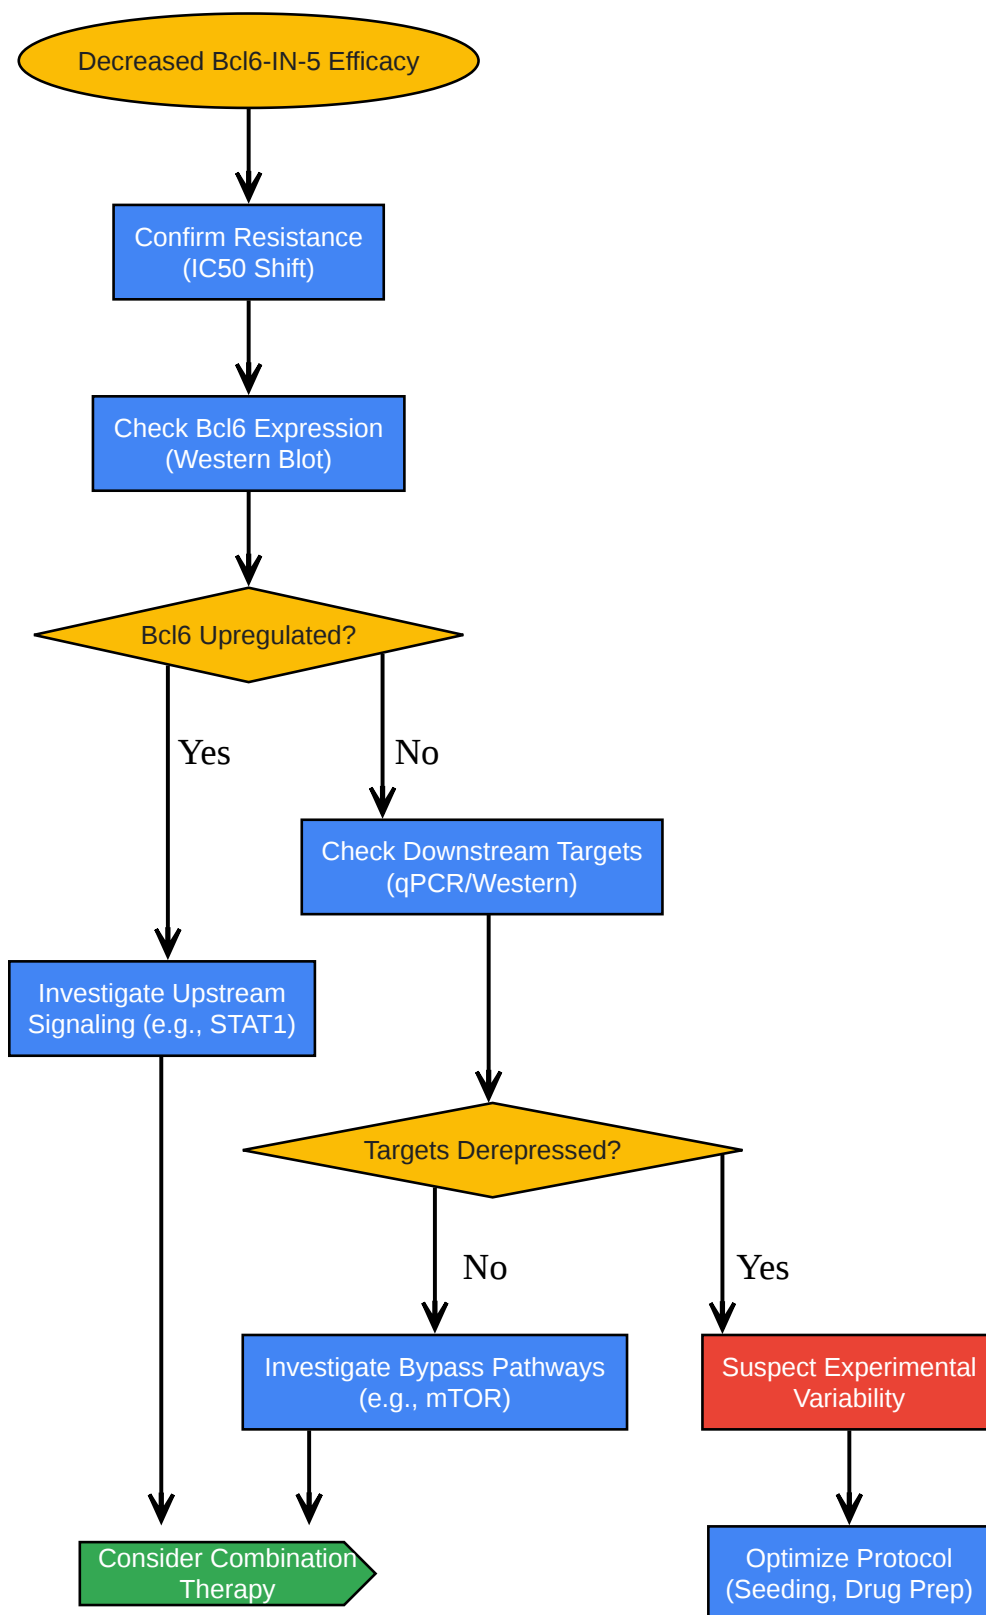 Decreased Bcl6-IN-5 Efficacy
Confirm Resistance
(IC50 Shift)
Check Bcl6 Expression
(Western Blot)
Bcl6 Upregulated?
Yes
No
Check Downstream Targets
(qPCR/Western)
Investigate Upstream
Signaling (e.g., STAT1)
Targets Derepressed?
No
Yes
Investigate Bypass Pathways
(e.g., mTOR)
Suspect Experimental
Variability
Consider Combination
Therapy
Optimize Protocol
(Seeding, Drug Prep)